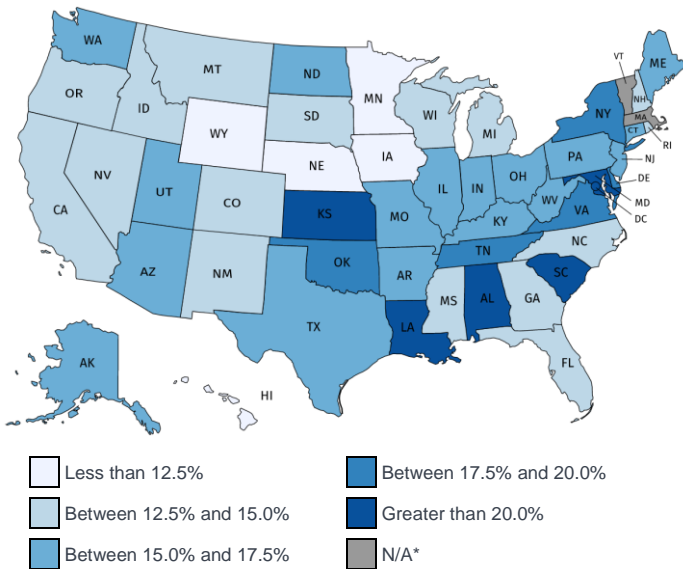 WA
MT
ND
MN
ME
VT
NH
OR
ID
SD
WI
MI
NY
MA
CT
RI
WY
IA
NE
PA
NJ
NV
UT
CO
IL
IN
OH
DE
WV
MD
CA
KS
MO
KY
VA
DC
AZ
NM
OK
TN
NC
AR
SC
MS
AL
GA
TX
LA
FL
AK
HI
Less than 12.5%
Between 12.5% and 15.0%
Between 15.0% and 17.5%
Between 17.5% and 20.0%
Greater than 20.0%
N/A*